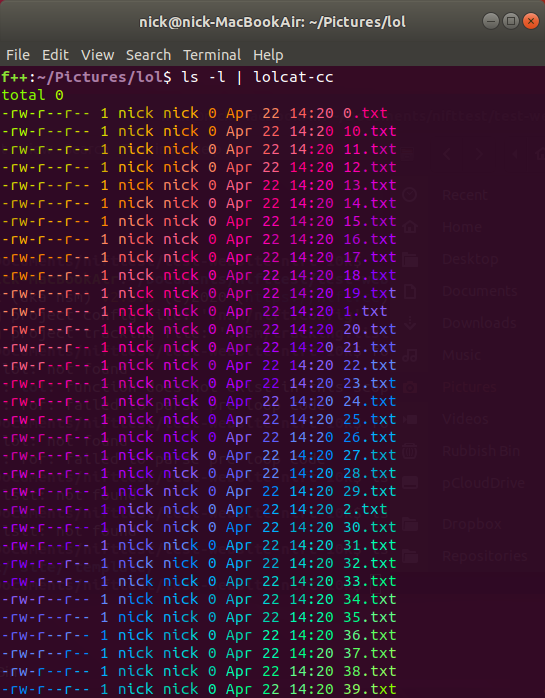 nick@nick-MacBookAir: ~/Pictures/lol
File Edit View Search Terminal Help
f++:~/Pictures/lol$ ls -l | lolcat-cc
total 0
-rw-r--r-- 1 nick nick 0 Apr 22 14:20 0.txt
-rw-r--r-- 1 nick nick 0 Apr 22 14:20 10.txt
-rw-r--r-- 1 nick nick 0 Apr 22 14:20 11.txt
-rw-r--r-- 1 nick nick 0 Apr 22 14:20 12.txt
-rw-r--r-- 1 nick nick 0 Apr 22 14:20 13.txt
-rw-r--r-- 1 nick nick 0 Apr 22 14:20 14.txt
-rw-r--r-- 1 nick nick 0 Apr 22 14:20 15.txt
-rw-r--r-- 1 nick nick 0 Apr 22 14:20 16.txt
-rw-r--r-- 1 nick nick 0 Apr 22 14:20 17.txt
-rw-r--r-- 1 nick nick 0 Apr 22 14:20 18.txt
-rw-r--r-- 1 nick nick 0 Apr 22 14:20 19.txt
-rw-r--r-- 1 nick nick 0 Apr 22 14:20 1.txt
-rw-r--r-- 1 nick nick 0 Apr 22 14:20 20.txt
-rw-r--r-- 1 nick nick 0 Apr 22 14:20 21.txt
-rw-r--r-- 1 nick nick 0 Apr 22 14:20 22.txt
-rw-r--r-- 1 nick nick 0 Apr 22 14:20 23.txt
-rw-r--r-- 1 nick nick 0 Apr 22 14:20 24.txt
-rw-r--r-- 1 nick nick 0 Apr 22 14:20 25.txt
-rw-r--r-- 1 nick nick 0 Apr 22 14:20 26.txt
-rw-r--r-- 1 nick nick 0 Apr 22 14:20 27.txt
-rw-r--r-- 1 nick nick 0 Apr 22 14:20 28.txt
-rw-r--r-- 1 nick nick 0 Apr 22 14:20 29.txt
-rw-r--r-- 1 nick nick 0 Apr 22 14:20 2.txt
-rw-r--r-- 1 nick nick 0 Apr 22 14:20 30.txt
-rw-r--r-- 1 nick nick 0 Apr 22 14:20 31.txt
-rw-r--r-- 1 nick nick 0 Apr 22 14:20 32.txt
-rw-r--r-- 1 nick nick 0 Apr 22 14:20 33.txt
-rw-r--r-- 1 nick nick 0 Apr 22 14:20 34.txt
-rw-r--r-- 1 nick nick 0 Apr 22 14:20 35.txt
-rw-r--r-- 1 nick nick 0 Apr 22 14:20 36.txt
-rw-r--r-- 1 nick nick 0 Apr 22 14:20 37.txt
-rw-r--r-- 1 nick nick 0 Apr 22 14:20 38.txt
-rw-r--r-- 1 nick nick 0 Apr 22 14:20 39.txt
Recent
Home
Desktop
Documents
Downloads
Music
Pictures
Videos
Rubbish Bin
pCloudDrive
Dropbox
Repositories